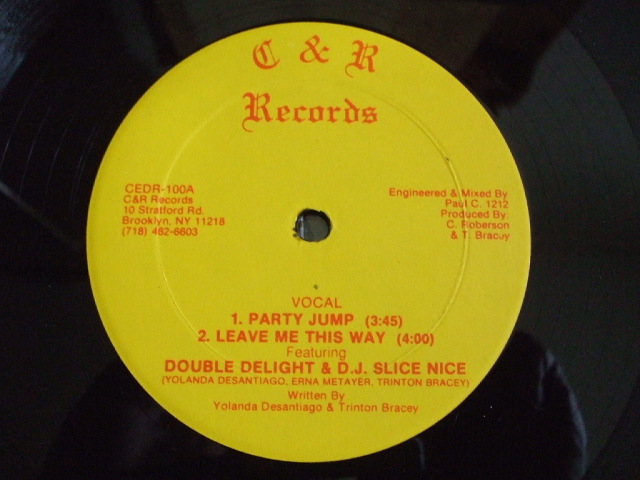 C & R
Records
CEDR-100A
C&R Records
10 Stratford Rd.
Brooklyn, NY 11218
(718) 462-6603
Engineered & Mixed By
Paul C. 1212
Produced By:
C. Roberson
& T. Bracey
VOCAL
1. PARTY JUMP (3:45)
2. LEAVE ME THIS WAY (4:00)
Featuring
DOUBLE DELIGHT & D.J. SLICE NICE
(YOLANDA DESANTIAGO, ERNA METAYER, TRINTON BRACEY)
Written By
Yolanda Desantiago & Trinton Bracey